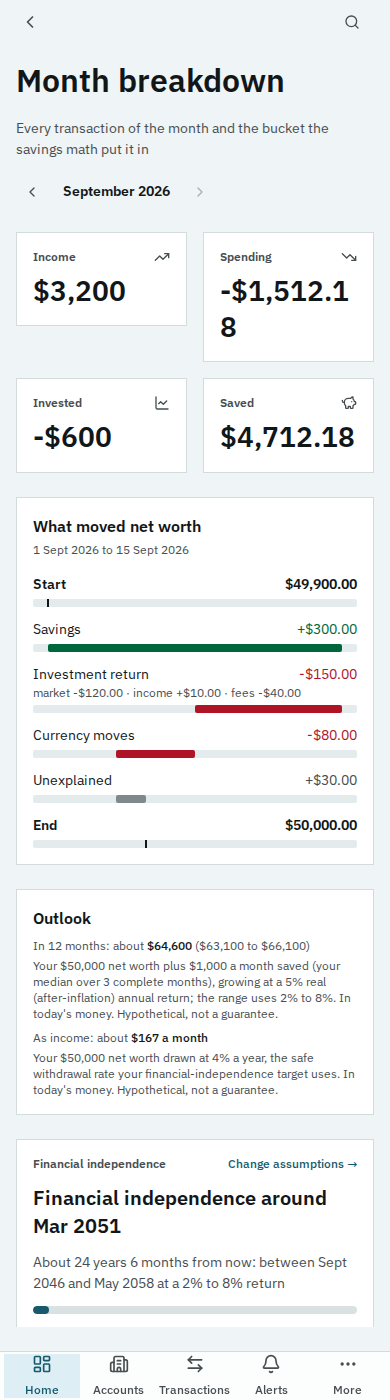 Month breakdown
Every transaction of the month and the bucket the
savings math put it in
September 2026
Income
$3,200
Spending
-$1,512.1
8
Invested
-$600
Saved
$4,712.18
What moved net worth
1 Sept 2026 to 15 Sept 2026
Start $49,900.00
Savings +$300.00
Investment return -$150.00
market -$120.00 · income +$10.00 · fees -$40.00
Currency moves -$80.00
Unexplained +$30.00
End $50,000.00
Outlook
In 12 months: about $64,600 ($63,100 to $66,100)
Your $50,000 net worth plus $1,000 a month saved (your
median over 3 complete months), growing at a 5% real
(after-inflation) annual return; the range uses 2% to 8%. In
today's money. Hypothetical, not a guarantee.
As income: about $167 a month
Your $50,000 net worth drawn at 4% a year, the safe
withdrawal rate your financial-independence target uses. In
today's money. Hypothetical, not a guarantee.
Financial independence Change assumptions →
Financial independence around
Mar 2051
About 24 years 6 months from now: between Sept
2046 and May 2058 at a 2% to 8% return
Home Accounts Transactions Alerts More